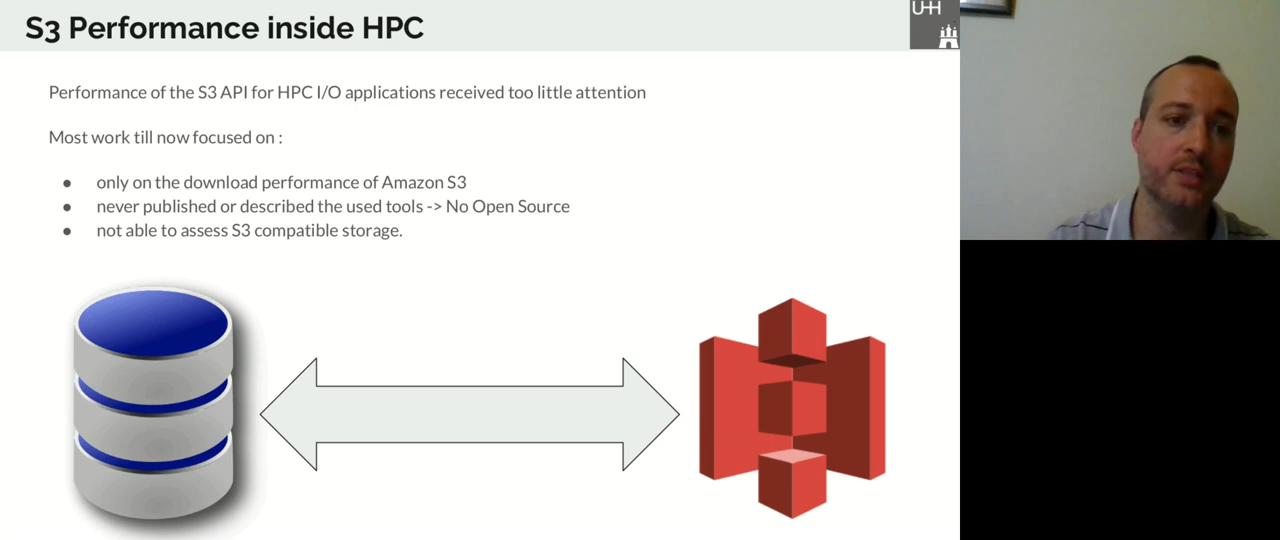 S3 Performance inside HPC
UHH
Performance of the S3 API for HPC I/O applications received too little attention
Most work till now focused on :
● only on the download performance of Amazon S3
● never published or described the used tools -> No Open Source
● not able to assess S3 compatible storage.